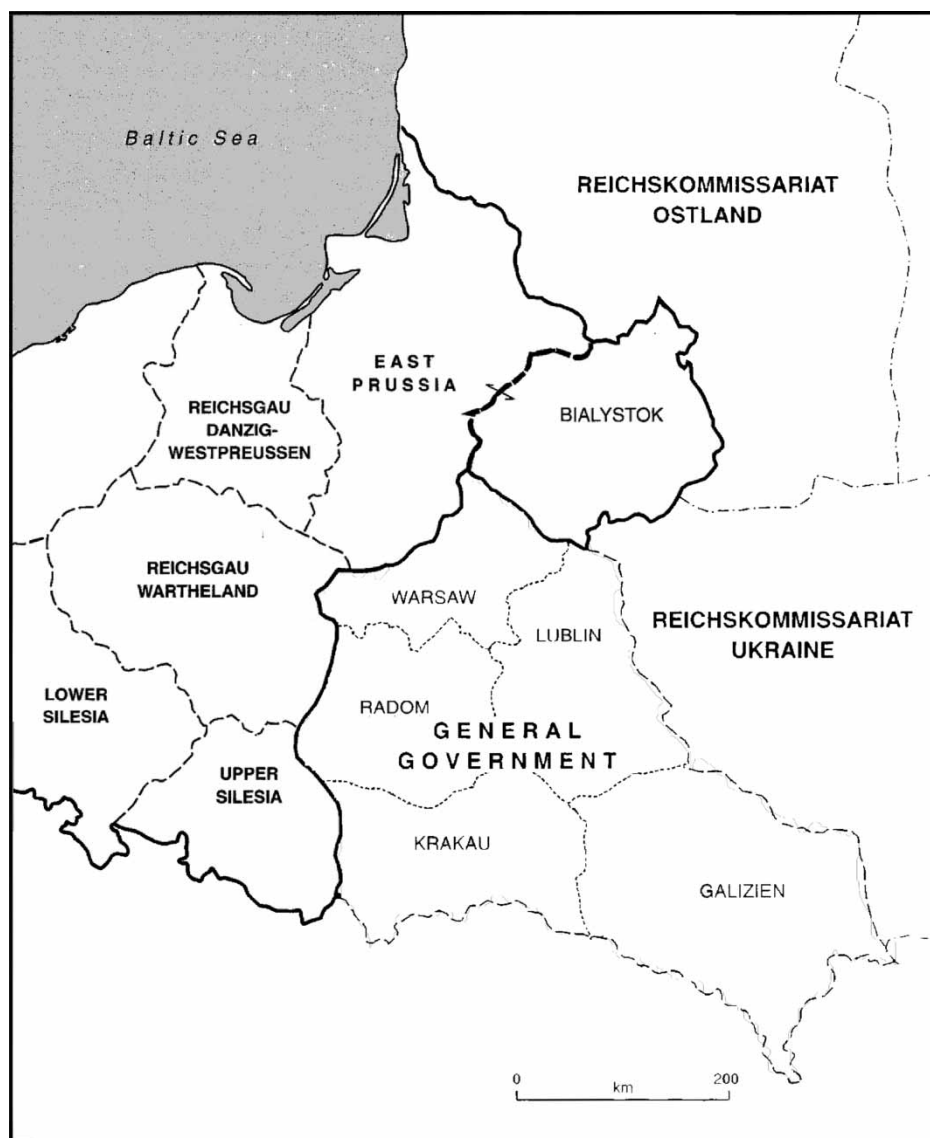 Baltic Sea
REICHSKOMMISSARIAT
OSTLAND
EAST
PRUSSIA
REICHSGAU
DANZIG-
WESTPREUSSEN
BIALYSTOK
REICHSGAU
WARTHELAND
WARSAW
LUBLIN
REICHSKOMMISSARIAT
UKRAINE
LOWER
SILESIA
RADOM
GENERAL
GOVERNMENT
UPPER
SILESIA
KRAKAU
GALIZIEN
0 200
km